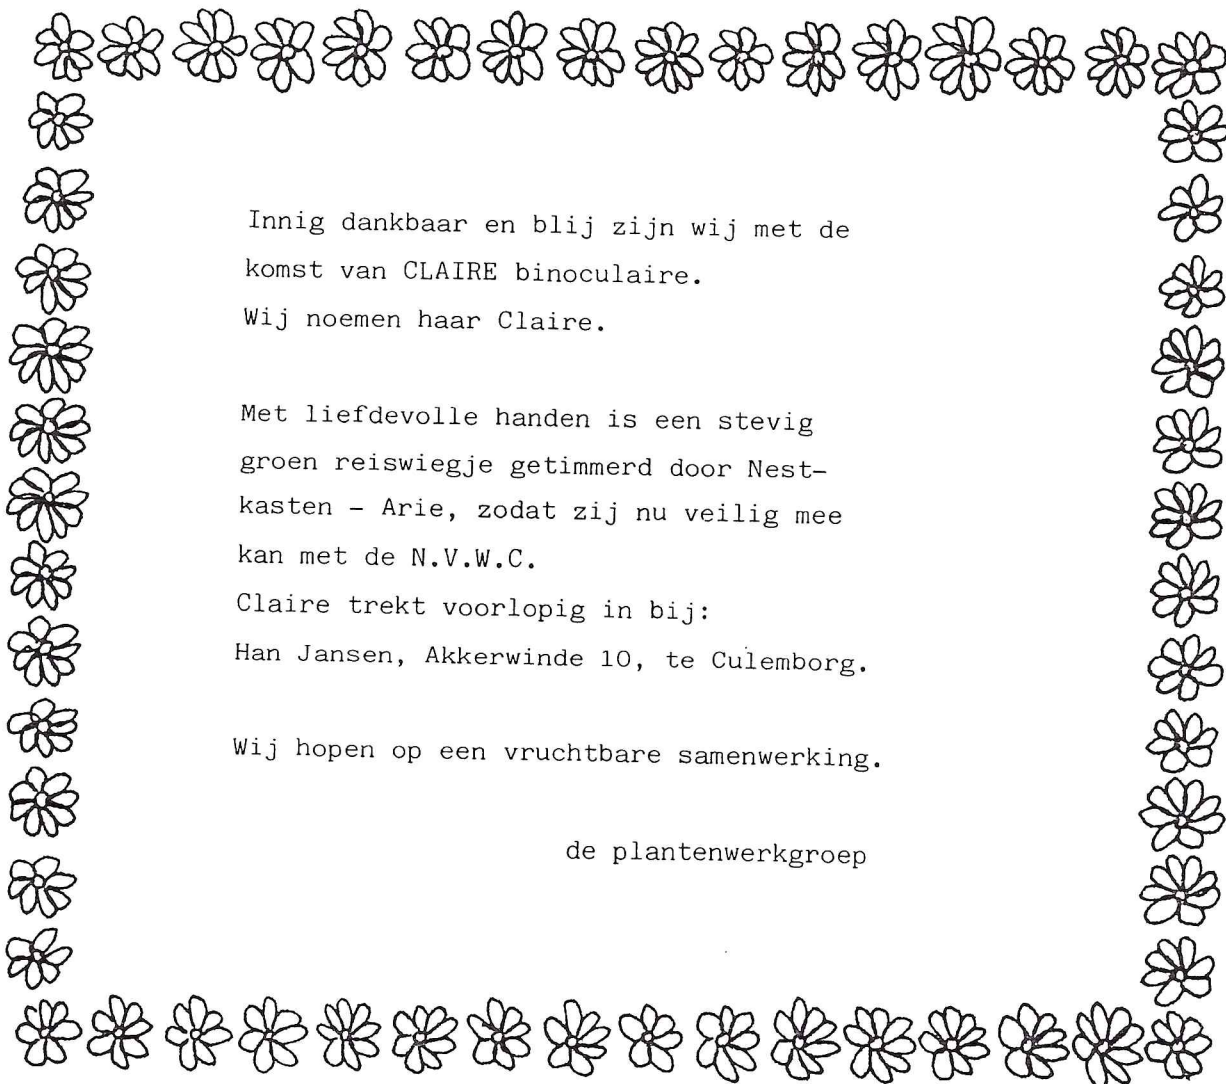 Innig dankbaar en blij zijn wij met de
komst van CLAIRE binoculaire.
Wij noemen haar Claire.
Met liefdevolle handen is een stevig
groen reiswiegje getimmerd door Nest-
kasten - Arie, zodat zij nu veilig mee
kan met de N.V.W.C.
Claire trekt voorlopig in bij:
Han Jansen, Akkerwinde 10, te Culemborg.
Wij hopen op een vruchtbare samenwerking.
de plantenwerkgroep